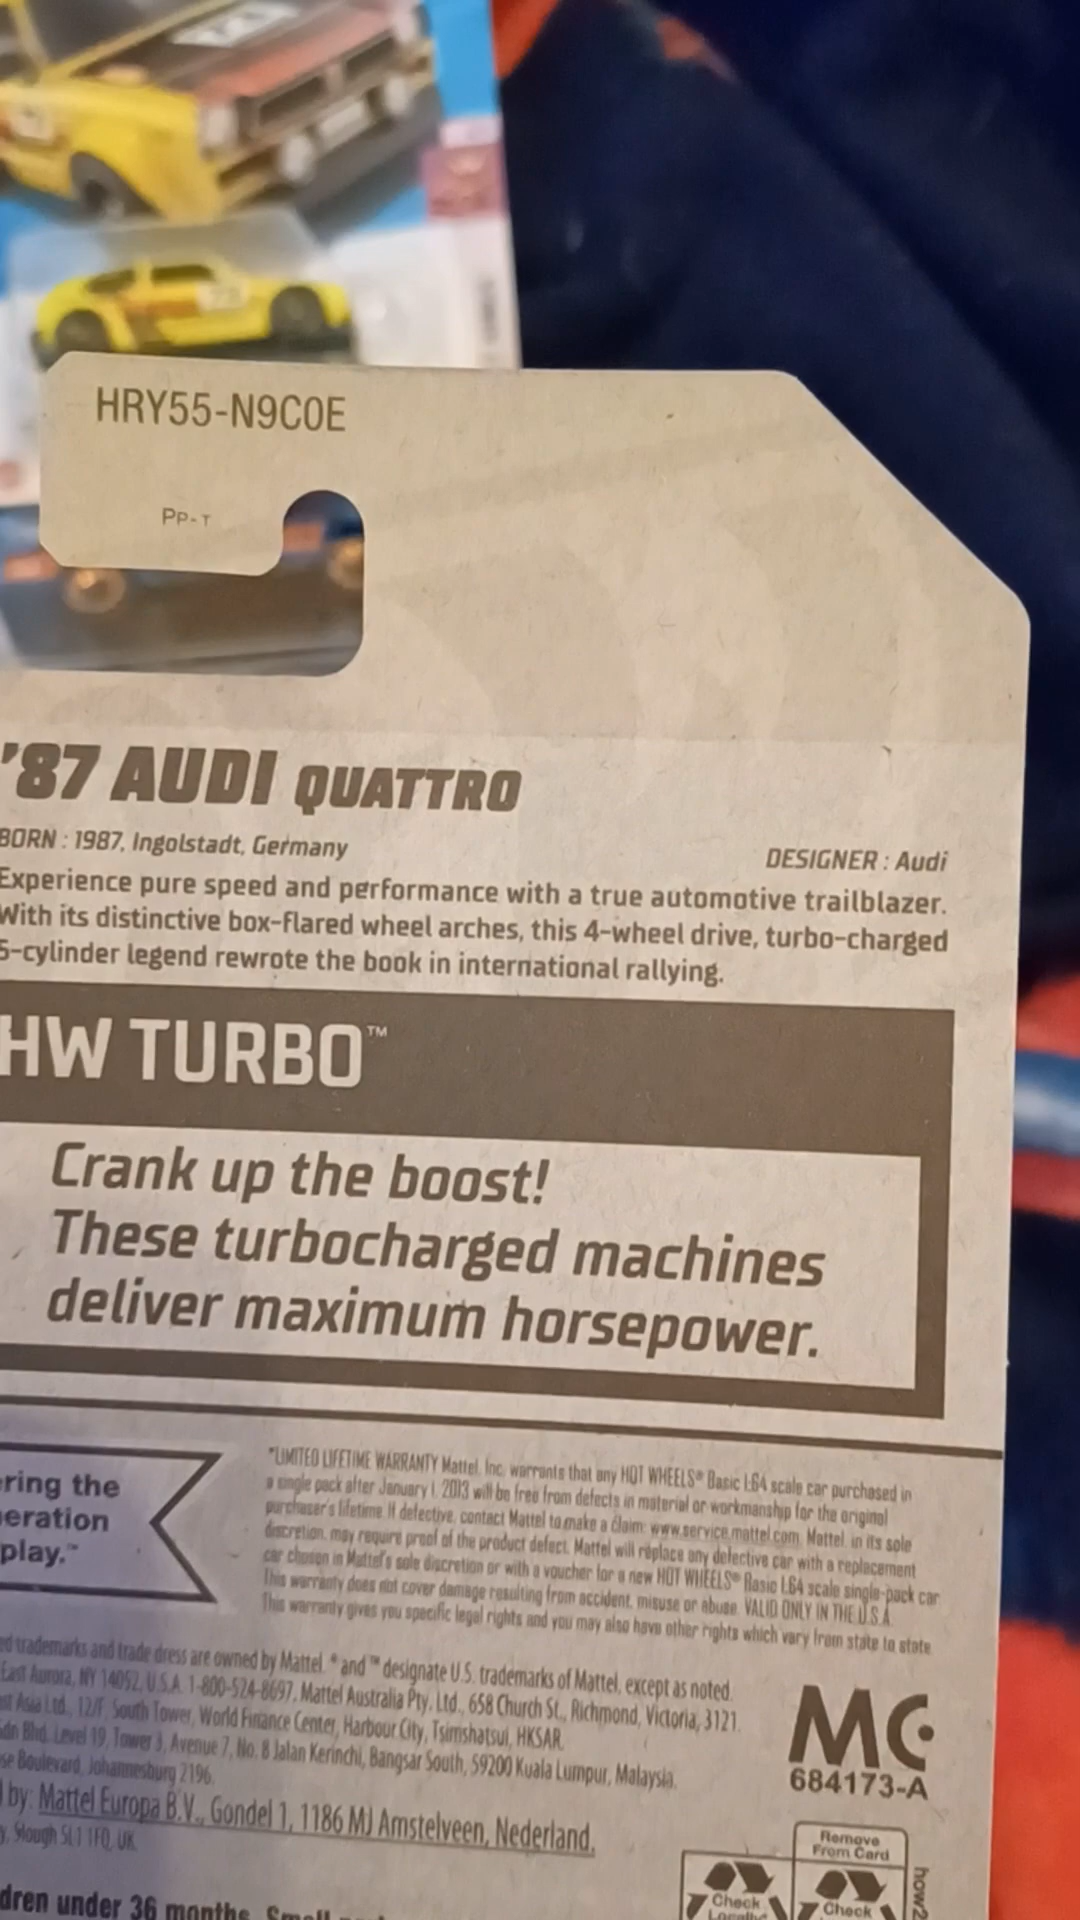 HRY55-N9C0E
PP-T
'87 AUDI QUATTRO
BORN : 1987, Ingolstadt, Germany
DESIGNER : Audi
Experience pure speed and performance with a true automotive trailblazer.
With its distinctive box-flared wheel arches, this 4-wheel drive, turbo-charged
5-cylinder legend rewrote the book in international rallying.
HW TURBO™
Crank up the boost!
These turbocharged machines
deliver maximum horsepower.
ring the
eration
play.™
*LIMITED LIFETIME WARRANTY Mattel, Inc. warrants that any HOT WHEELS® Basic 1:64 scale car purchased in
a single pack after January 1, 2013 will be free from defects in material or workmanship for the original
purchaser's lifetime. If defective, contact Mattel to make a claim: www.service.mattel.com. Mattel, in its sole
discretion, may require proof of the product defect. Mattel will replace any defective car with a replacement
car chosen in Mattel's sole discretion or with a voucher for a new HOT WHEELS® Basic 1:64 scale single-pack car.
This warranty does not cover damage resulting from accident, misuse or abuse. VALID ONLY IN THE U.S.A.
This warranty gives you specific legal rights and you may also have other rights which vary from state to state.
ed trademarks and trade dress are owned by Mattel. ® and ™ designate U.S. trademarks of Mattel, except as noted.
East Aurora, NY 14052, U.S.A. 1-800-524-8697. Mattel Australia Pty. Ltd., 658 Church St., Richmond, Victoria, 3121.
Asia Ltd., 12/F, South Tower, World Finance Center, Harbour City, Tsimshatsui, HKSAR.
Bhd. Level 19, Tower 3, Avenue 7, No. 8 Jalan Kerinchi, Bangsar South, 59200 Kuala Lumpur, Malaysia.
Boulevard, Johannesburg 2196.
by: Mattel Europa B.V., Gondel 1, 1186 MJ Amstelveen, Nederland.
Slough SL1 1FQ, UK.
MC
684173-A
Remove
From Card
Check
Locally
Check
how2
dren under 36 months.